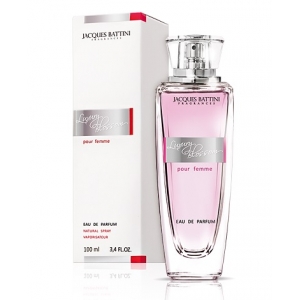 JACQUES BATTINI
FRAGRANCES
pour femme
EAU DE PARFUM
NATURAL SPRAY
VAPORISATEUR
100 ml 3,4 FL.OZ.
JACQUES BATTINI
FRAGRANCES
pour femme
EAU DE PARFUM